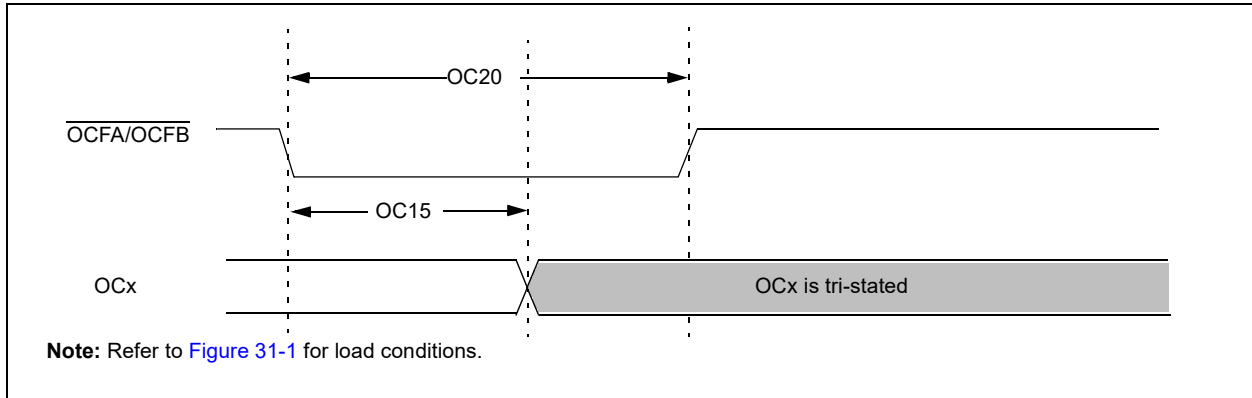 OC20
OCFA/OCFB
OC15
OCx
OCx is tri-stated
Note: Refer to Figure 31-1 for load conditions.